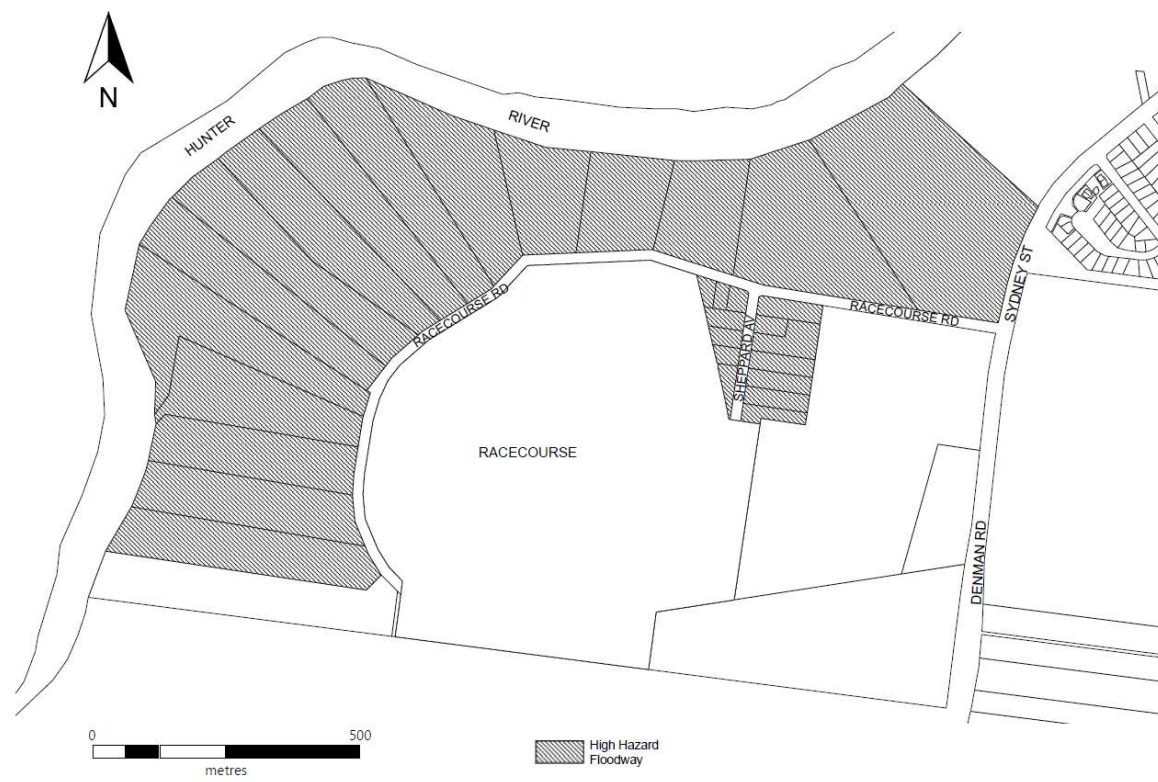 N
HUNTER
RIVER
RACECOURSE RD
RACECOURSE RD
SYDNEY ST
SHEPPARD AV
RACECOURSE
DENMAN RD
0
500
metres
High Hazard
Floodway